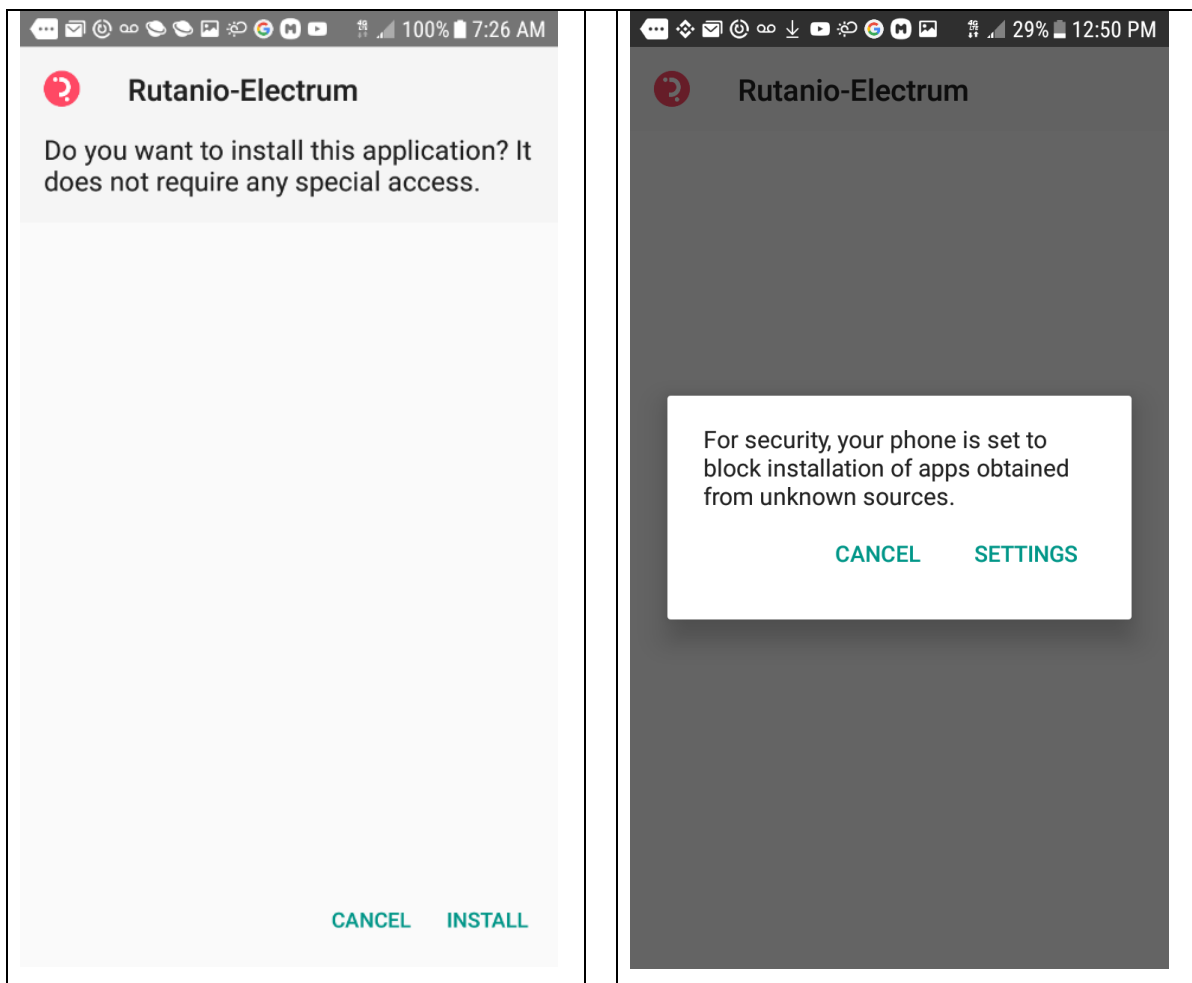 100% 7:26 AM
Rutanio-Electrum
Do you want to install this application? It
does not require any special access.
CANCEL INSTALL
29% 12:50 PM
Rutanio-Electrum
For security, your phone is set to
block installation of apps obtained
from unknown sources.
CANCEL SETTINGS